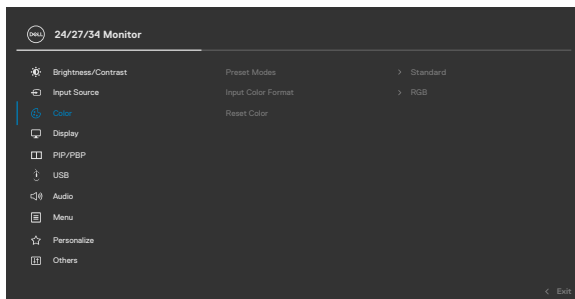 DELL 24/27/34 Monitor
Brightness/Contrast Preset Modes > Standard
Input Source Input Color Format > RGB
Color Reset Color
Display
PIP/PBP
USB
Audio
Menu
Personalize
Others
< Exit